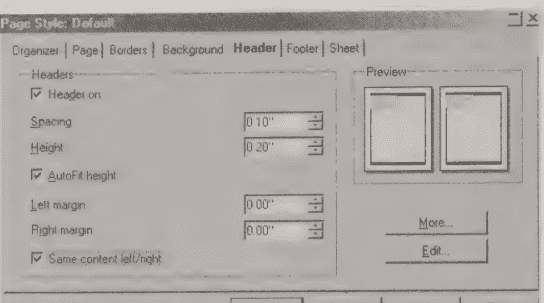 Page Style: Default
Organizer | Page | Borders | Background | Header | Footer | Sheet |
Headers
Header on
Spacing 0.10"
Height 0.20"
AutoFit height
Left margin 0.00"
Right margin 0.00"
Same content left/right
Preview
More...
Edit...